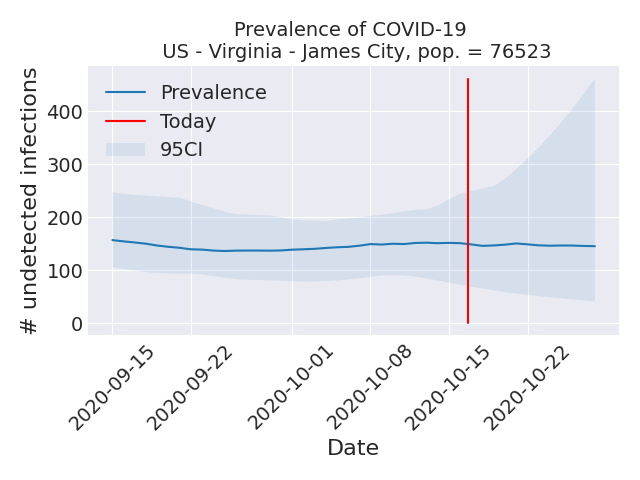 Prevalence of COVID-19
US - Virginia - James City, pop. = 76523
# undetected infections
400
300
200
100
0
Prevalence
Today
95CI
2020-09-15
2020-09-22
2020-10-01
2020-10-08
2020-10-15
2020-10-22
Date